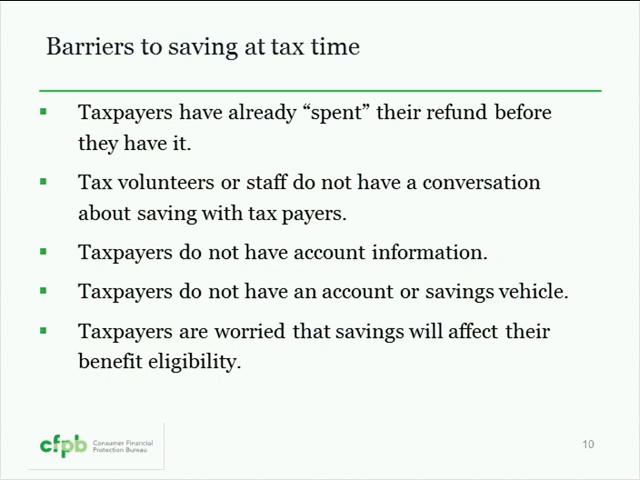 Barriers to saving at tax time
▪ Taxpayers have already “spent” their refund before
they have it.
▪ Tax volunteers or staff do not have a conversation
about saving with tax payers.
▪ Taxpayers do not have account information.
▪ Taxpayers do not have an account or savings vehicle.
▪ Taxpayers are worried that savings will affect their
benefit eligibility.
cfpb Consumer Financial
Protection Bureau
10